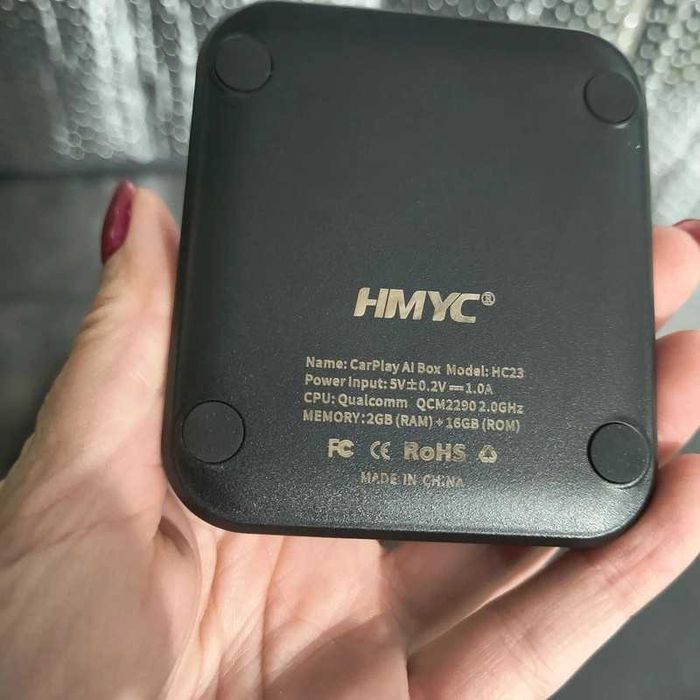 HMYC®
Name: CarPlay AI Box Model: HC23
Power Input: 5V±0.2V⎓1.0A
CPU: Qualcomm QCM2290 2.0GHz
MEMORY: 2GB (RAM) + 16GB (ROM)
FC CE RoHS
MADE IN CHINA